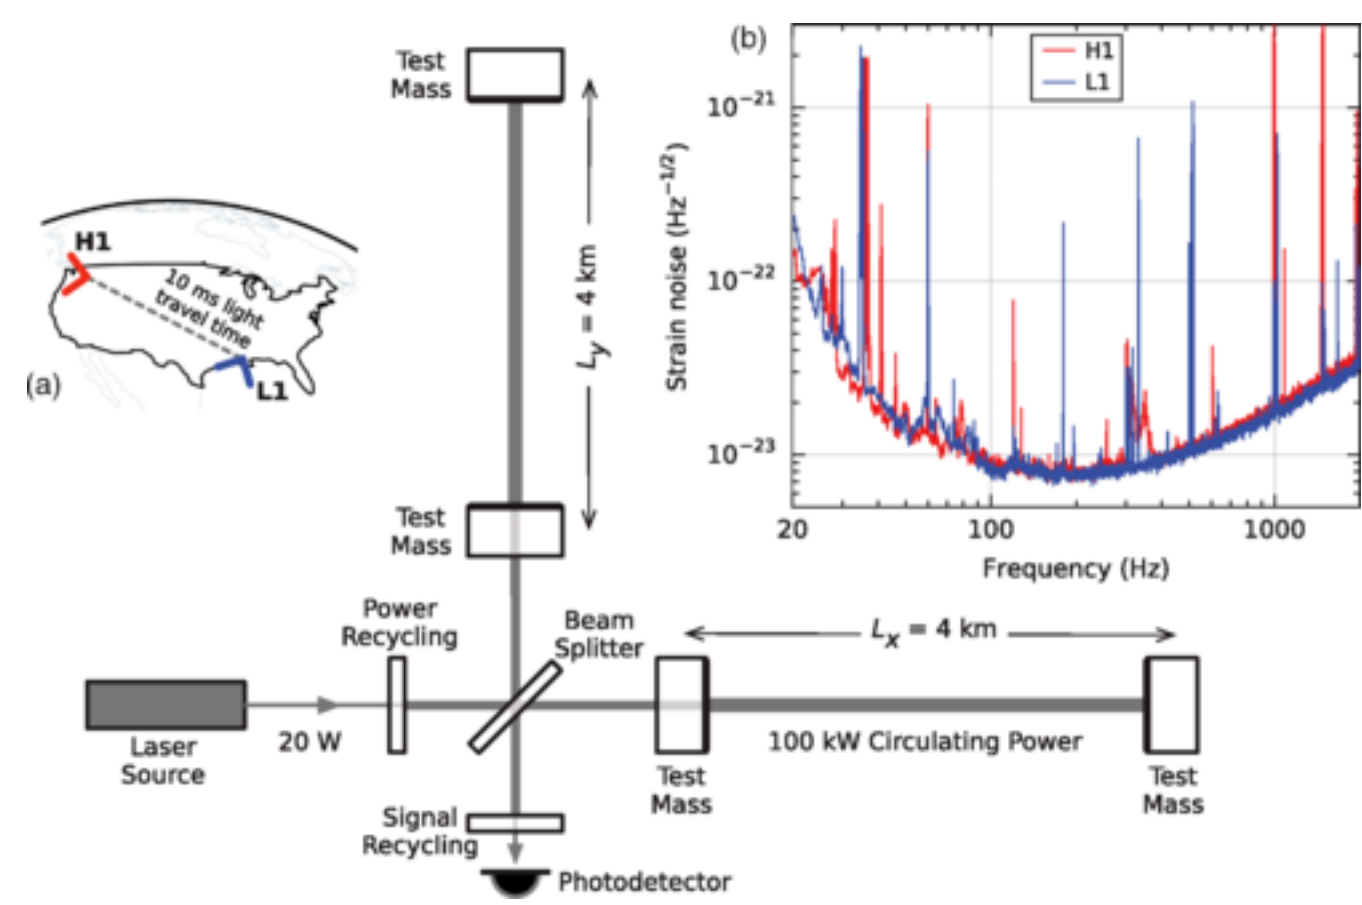 (a)
H1
10 ms light
travel time
L1
Test
Mass
L_y = 4 km
Test
Mass
Power
Recycling
Beam
Splitter
Laser
Source
20 W
Signal
Recycling
Photodetector
L_x = 4 km
100 kW Circulating Power
Test
Mass
Test
Mass
(b)
H1
L1
Strain noise (Hz^{-1/2})
10^{-21}
10^{-22}
10^{-23}
20
100
1000
Frequency (Hz)